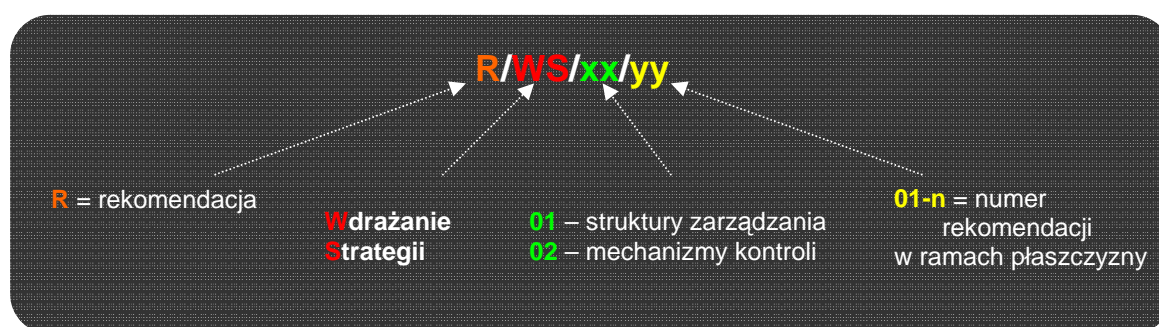 R/WS/xx/yy
R = rekomendacja
Wdrażanie
Strategii
01 – struktury zarządzania
02 – mechanizmy kontroli
01-n = numer
rekomendacji
w ramach płaszczyzny